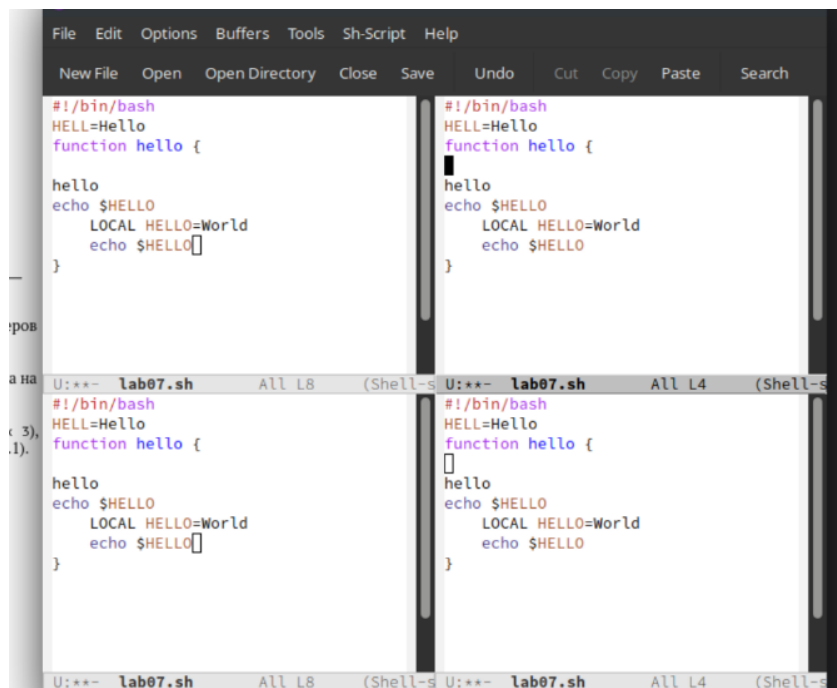 File Edit Options Buffers Tools Sh-Script Help
New File Open Open Directory Close Save Undo Cut Copy Paste Search
#!/bin/bash
HELL=Hello
function hello {
hello
echo $HELLO
LOCAL HELLO=World
echo $HELLO
}
U:**- lab07.sh All L8 (Shell-s
#!/bin/bash
HELL=Hello
function hello {
hello
echo $HELLO
LOCAL HELLO=World
echo $HELLO
}
U:**- lab07.sh All L4 (Shell-s
#!/bin/bash
HELL=Hello
function hello {
hello
echo $HELLO
LOCAL HELLO=World
echo $HELLO
}
U:**- lab07.sh All L8 (Shell-s
#!/bin/bash
HELL=Hello
function hello {
hello
echo $HELLO
LOCAL HELLO=World
echo $HELLO
}
U:**- lab07.sh All L4 (Shell-s
а на
3),
.1).